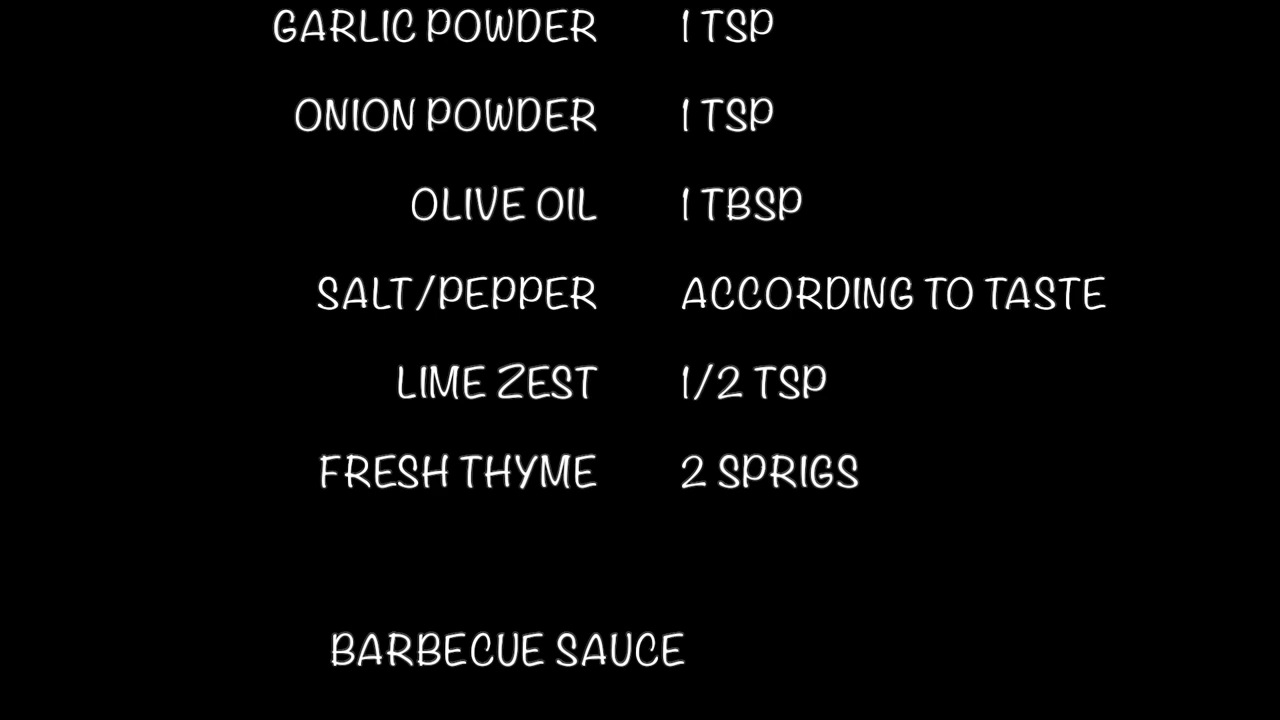 GARLIC POWDER 1 TSP
ONION POWDER 1 TSP
OLIVE OIL 1 TBSP
SALT/PEPPER ACCORDING TO TASTE
LIME ZEST 1/2 TSP
FRESH THYME 2 SPRIGS
BARBECUE SAUCE